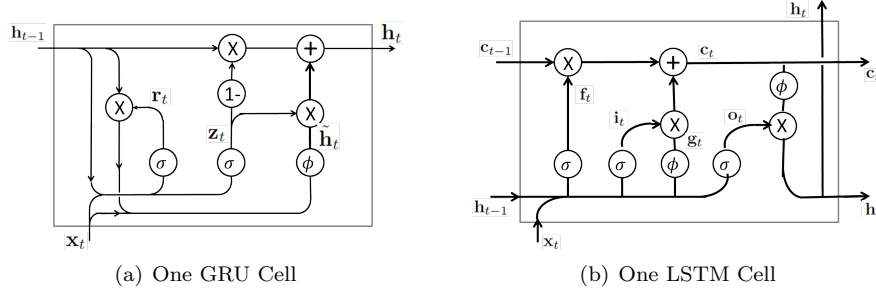 h_{t-1}
h_t
X
+
1-
X
r_t
X
z_t
h̃_t
σ
σ
ϕ
x_t
(a) One GRU Cell
h_t
c_{t-1}
c_t
c
X
+
ϕ
f_t
i_t
o_t
X
X
g_t
σ
σ
ϕ
σ
h_{t-1}
h
x_t
(b) One LSTM Cell